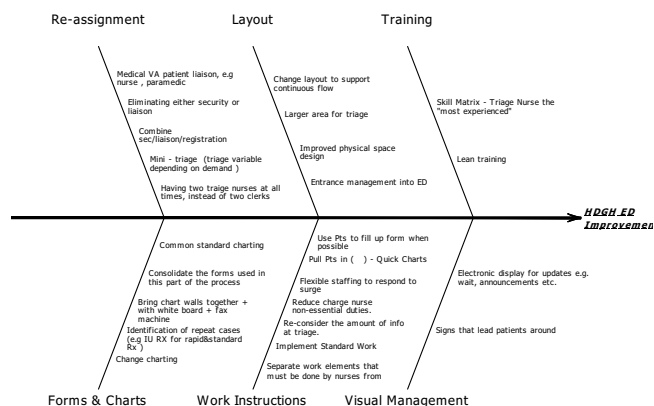 Re-assignment
Layout
Training
Medical VA patient liaison, e.g
nurse , paramedic
Eliminating either security or
liaison
Combine
sec/liaison/registration
Mini - triage (triage variable
depending on demand )
Having two traige nurses at all
times, instead of two clerks
Change layout to support
continuous flow
Larger area for triage
Improved physical space
design
Entrance management into ED
Skill Matrix - Triage Nurse the
"most experienced"
Lean training
HDGH ED
Improvement
Common standard charting
Consolidate the forms used in
this part of the process
Bring chart walls together +
with white board + fax
machine
Identification of repeat cases
(e.g IU RX for rapid&standard
Rx )
Change charting
Use Pts to fill up form when
possible
Pull Pts in ( ) - Quick Charts
Flexible staffing to respond to
surge
Reduce charge nurse
non-essential duties.
Re-consider the amount of info
at triage.
Implement Standard Work
Separate work elements that
must be done by nurses from
Electronic display for updates e.g.
wait, announcements etc.
Signs that lead patients around
Forms & Charts
Work Instructions
Visual Management